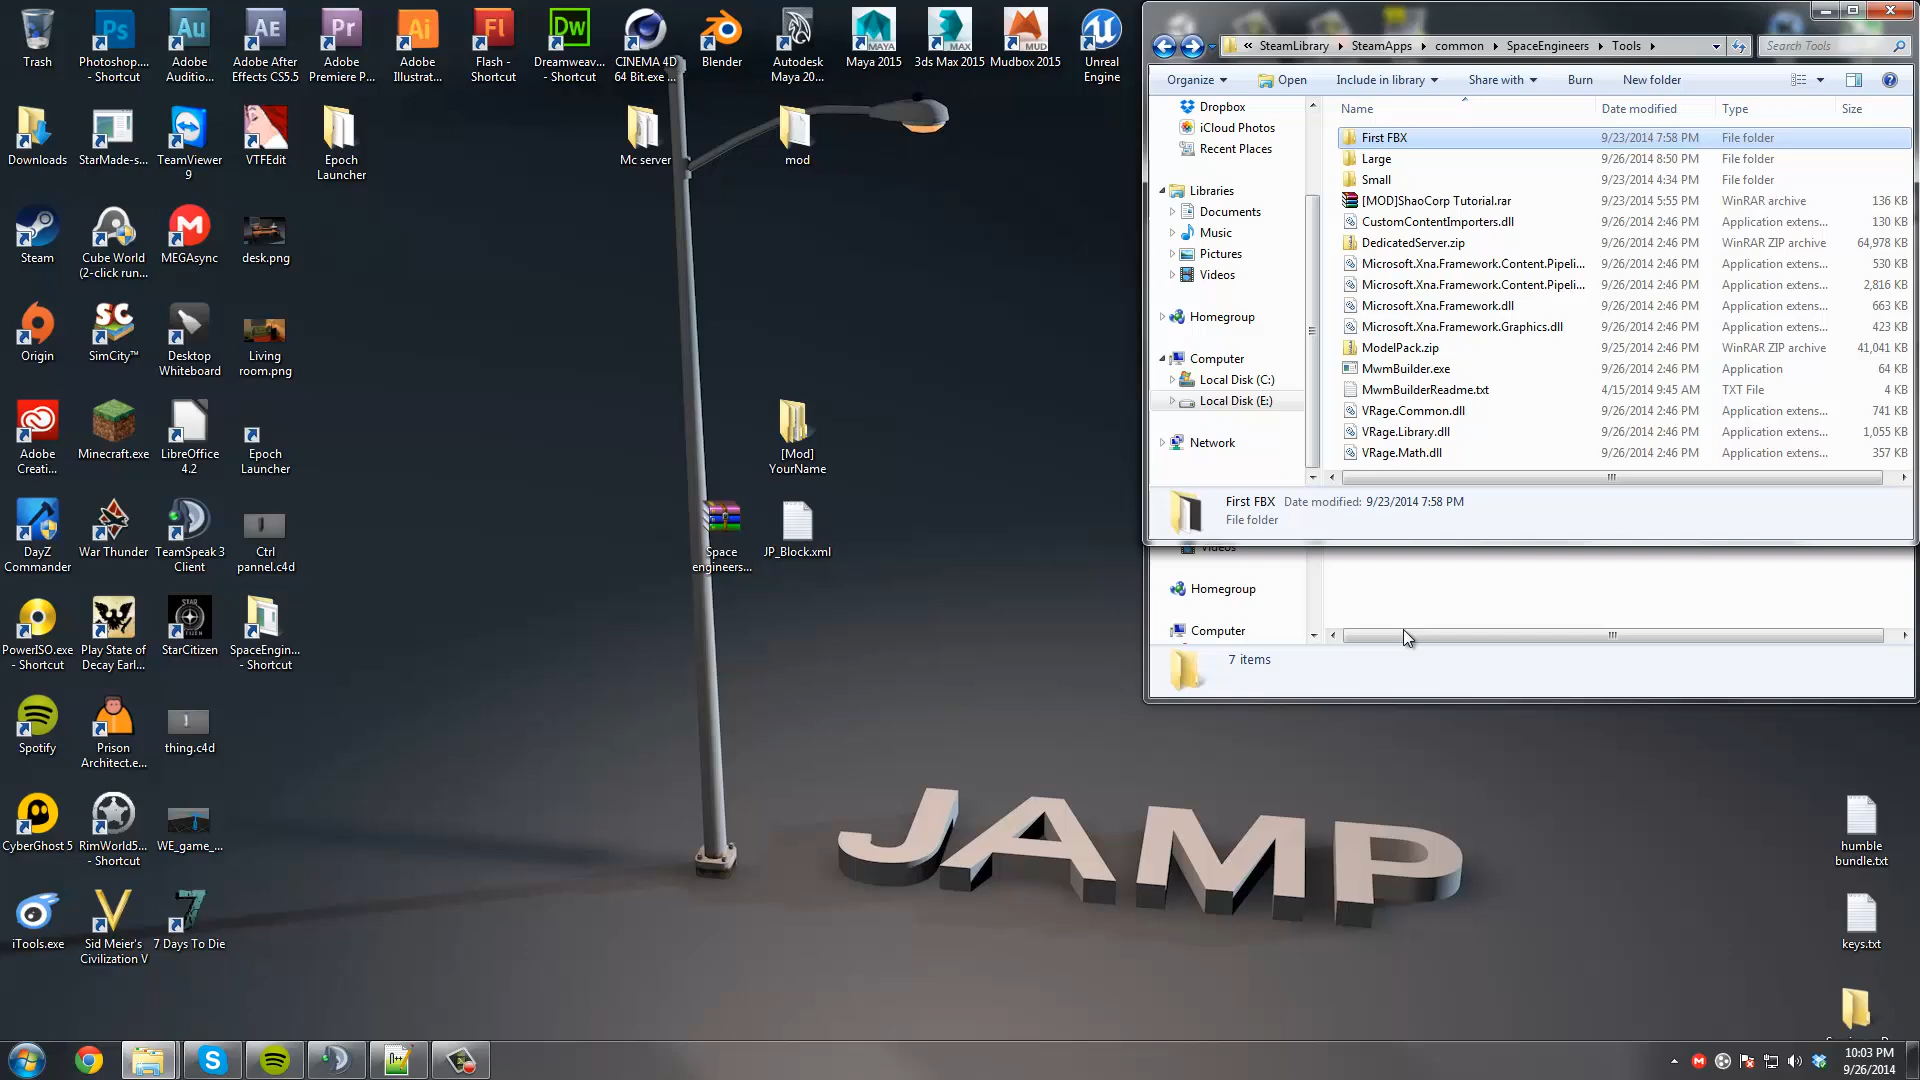 Trash
Photoshop....
- Shortcut
Adobe
Auditio...
Adobe After
Effects CS5.5
Adobe
Premiere P...
Adobe
Illustrat...
Flash -
Shortcut
Dreamweav...
- Shortcut
CINEMA 4D
64 Bit.exe ...
Blender
Autodesk
Maya 20...
Maya 2015
3ds Max 2015
Mudbox 2015
Unreal
Engine
Downloads
StarMade-s...
TeamViewer
9
VTFEdit
Epoch
Launcher
Mc server
mod
Steam
Cube World
(2-click run...
MEGAsync
desk.png
Origin
SimCity™
Desktop
Whiteboard
Living
room.png
Adobe
Creati...
Minecraft.exe
LibreOffice
4.2
Epoch
Launcher
[Mod]
YourName
DayZ
Commander
War Thunder
TeamSpeak 3
Client
Ctrl
pannel.c4d
Space
engineers...
JP_Block.xml
PowerISO.exe
- Shortcut
Play State of
Decay Earl...
StarCitizen
SpaceEngin...
- Shortcut
Spotify
Prison
Architect.e...
thing.c4d
CyberGhost 5
RimWorld5...
- Shortcut
WE_game_...
iTools.exe
Sid Meier's
Civilization V
7 Days To Die
JAMP
humble
bundle.txt
keys.txt
« SteamLibrary SteamApps common SpaceEngineers Tools
Search Tools
Organize Open Include in library Share with Burn New folder
Dropbox
iCloud Photos
Recent Places
Libraries
Documents
Music
Pictures
Videos
Homegroup
Computer
Local Disk (C:)
Local Disk (E:)
Network
Name Date modified Type Size
First FBX 9/23/2014 7:58 PM File folder
Large 9/26/2014 8:50 PM File folder
Small 9/23/2014 4:34 PM File folder
[MOD]ShaoCorp Tutorial.rar 9/23/2014 5:55 PM WinRAR archive 136 KB
CustomContentImporters.dll 9/26/2014 2:46 PM Application extens... 130 KB
DedicatedServer.zip 9/26/2014 2:46 PM WinRAR ZIP archive 64,978 KB
Microsoft.Xna.Framework.Content.Pipeli... 9/26/2014 2:46 PM Application extens... 530 KB
Microsoft.Xna.Framework.Content.Pipeli... 9/26/2014 2:46 PM Application extens... 2,816 KB
Microsoft.Xna.Framework.dll 9/26/2014 2:46 PM Application extens... 663 KB
Microsoft.Xna.Framework.Graphics.dll 9/26/2014 2:46 PM Application extens... 423 KB
ModelPack.zip 9/25/2014 2:46 PM WinRAR ZIP archive 41,041 KB
MwmBuilder.exe 9/26/2014 2:46 PM Application 64 KB
MwmBuilderReadme.txt 4/15/2014 9:45 AM TXT File 4 KB
VRage.Common.dll 9/26/2014 2:46 PM Application extens... 741 KB
VRage.Library.dll 9/26/2014 2:46 PM Application extens... 1,055 KB
VRage.Math.dll 9/26/2014 2:46 PM Application extens... 357 KB
First FBX Date modified: 9/23/2014 7:58 PM
File folder
Videos
Homegroup
Computer
7 items
10:03 PM
9/26/2014